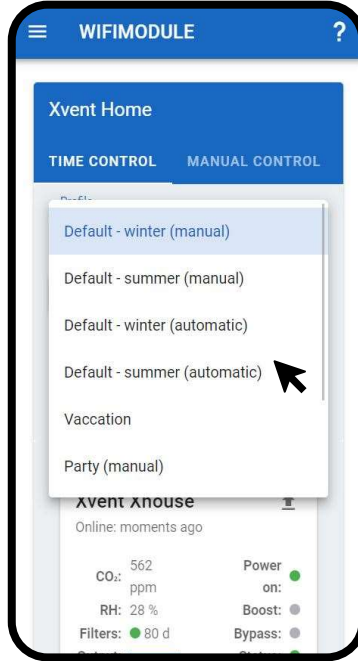 WIFIMODULE ?
Xvent Home
TIME CONTROL MANUAL CONTROL
Profile
Default - winter (manual)
Default - summer (manual)
Default - winter (automatic)
Default - summer (automatic)
Vaccation
Party (manual)
Xvent Xhouse
Online: moments ago
CO₂: 562 ppm Power on:
RH: 28 % Boost:
Filters: 80 d Bypass: